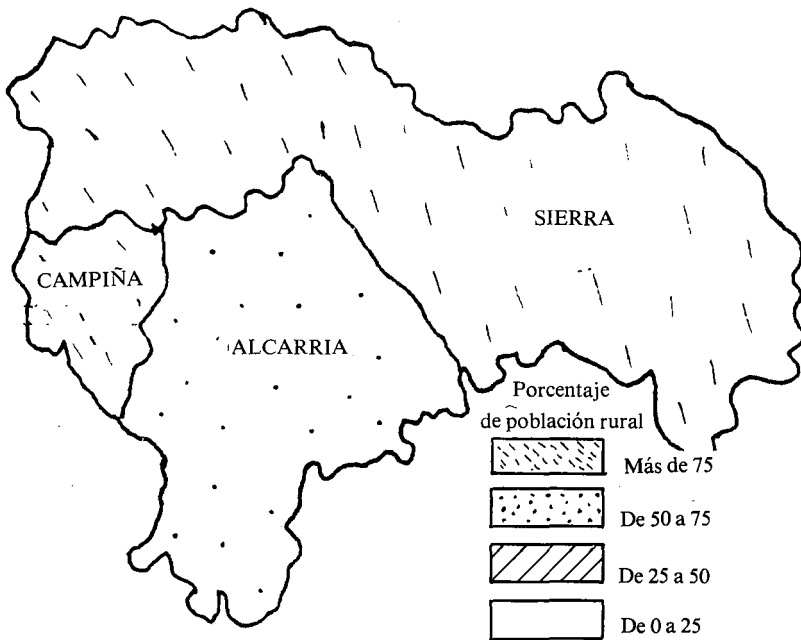 SIERRA
CAMPIÑA
ALCARRIA
Porcentaje
de población rural
Más de 75
De 50 a 75
De 25 a 50
De 0 a 25